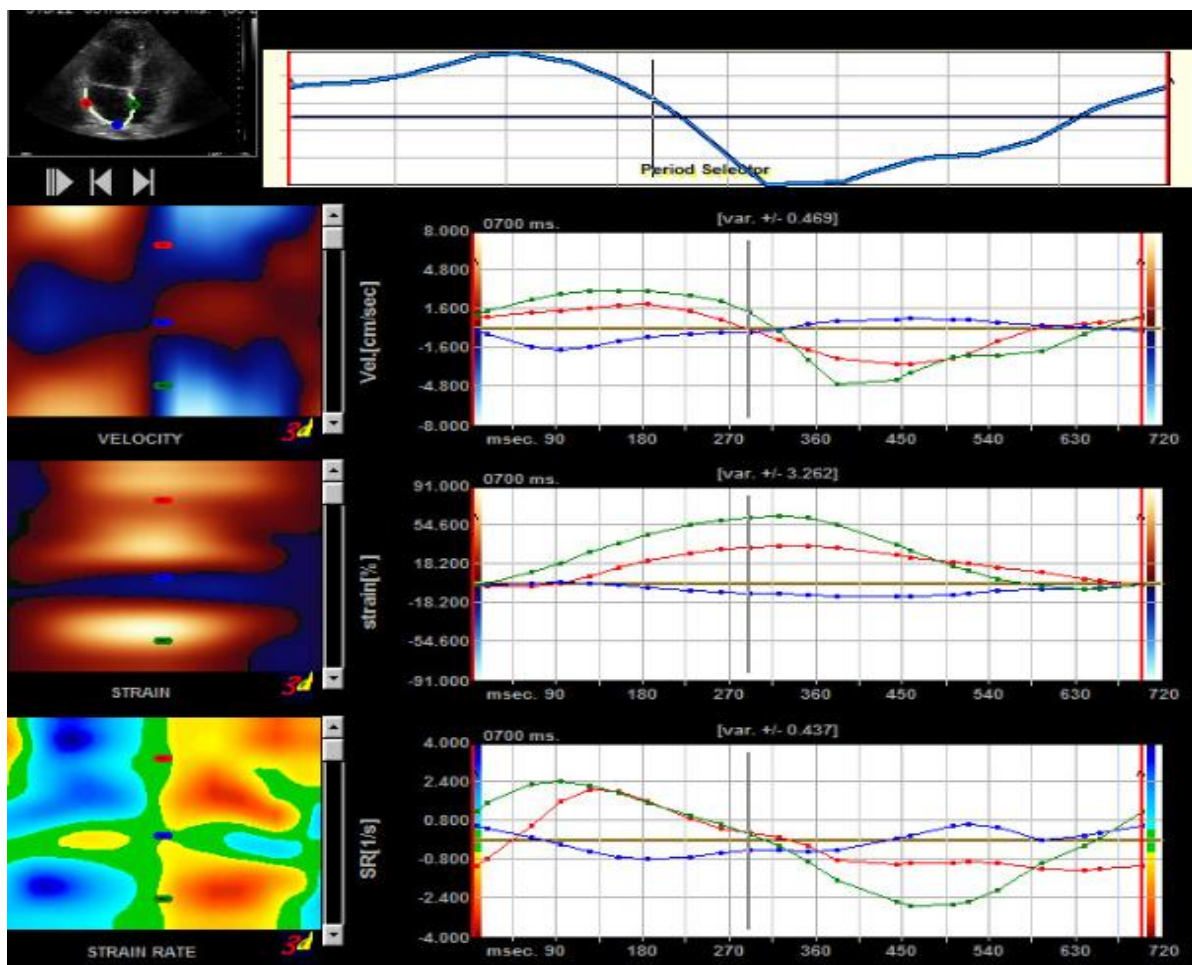 Period Selector
0700 ms.
[var. +/- 0.469]
8.000
4.800
1.600
-1.600
-4.800
-8.000
Vel.[cm/sec]
msec. 90 180 270 360 450 540 630 720
VELOCITY
3d
0700 ms.
[var. +/- 3.262]
91.000
54.600
18.200
-18.200
-54.600
-91.000
strain[%]
msec. 90 180 270 360 450 540 630 720
STRAIN
3d
0700 ms.
[var. +/- 0.437]
4.000
2.400
0.800
-0.800
-2.400
-4.000
SR[1/s]
msec. 90 180 270 360 450 540 630 720
STRAIN RATE
3d